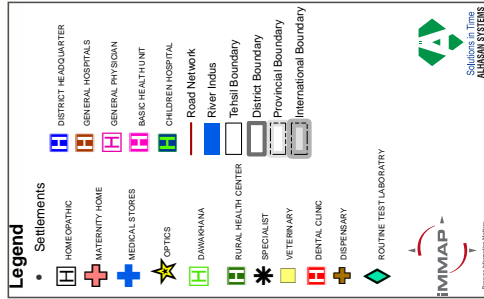 Legend
Settlements
HOMEOPATHIC
MATERNITY HOME
MEDICAL STORES
OPTICS
DAWAKHANA
RURAL HEALTH CENTER
SPECIALIST
VETERINARY
DENTAL CLINIC
DISPENSARY
ROUTINE TEST LABORATRY
DISTRICT HEADQUARTER
GENERAL HOSPITALS
GENERAL PHYSICIAN
BASIC HEALTH UNIT
CHILDREN HOSPITAL
Road Network
River Indus
Tehsil Boundary
District Boundary
Provincial Boundary
International Boundary
iMMAP
Solutions in Time
ALHASAN SYSTEMS